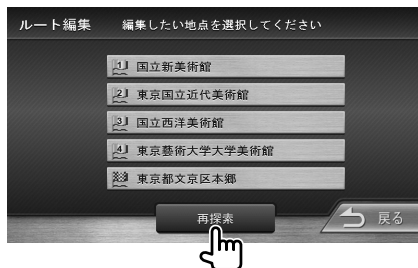 ルート編集 編集したい地点を選択してください
1 国立新美術館
2 東京国立近代美術館
3 国立西洋美術館
4 東京藝術大学大学美術館
東京都文京区本郷
再探索
戻る